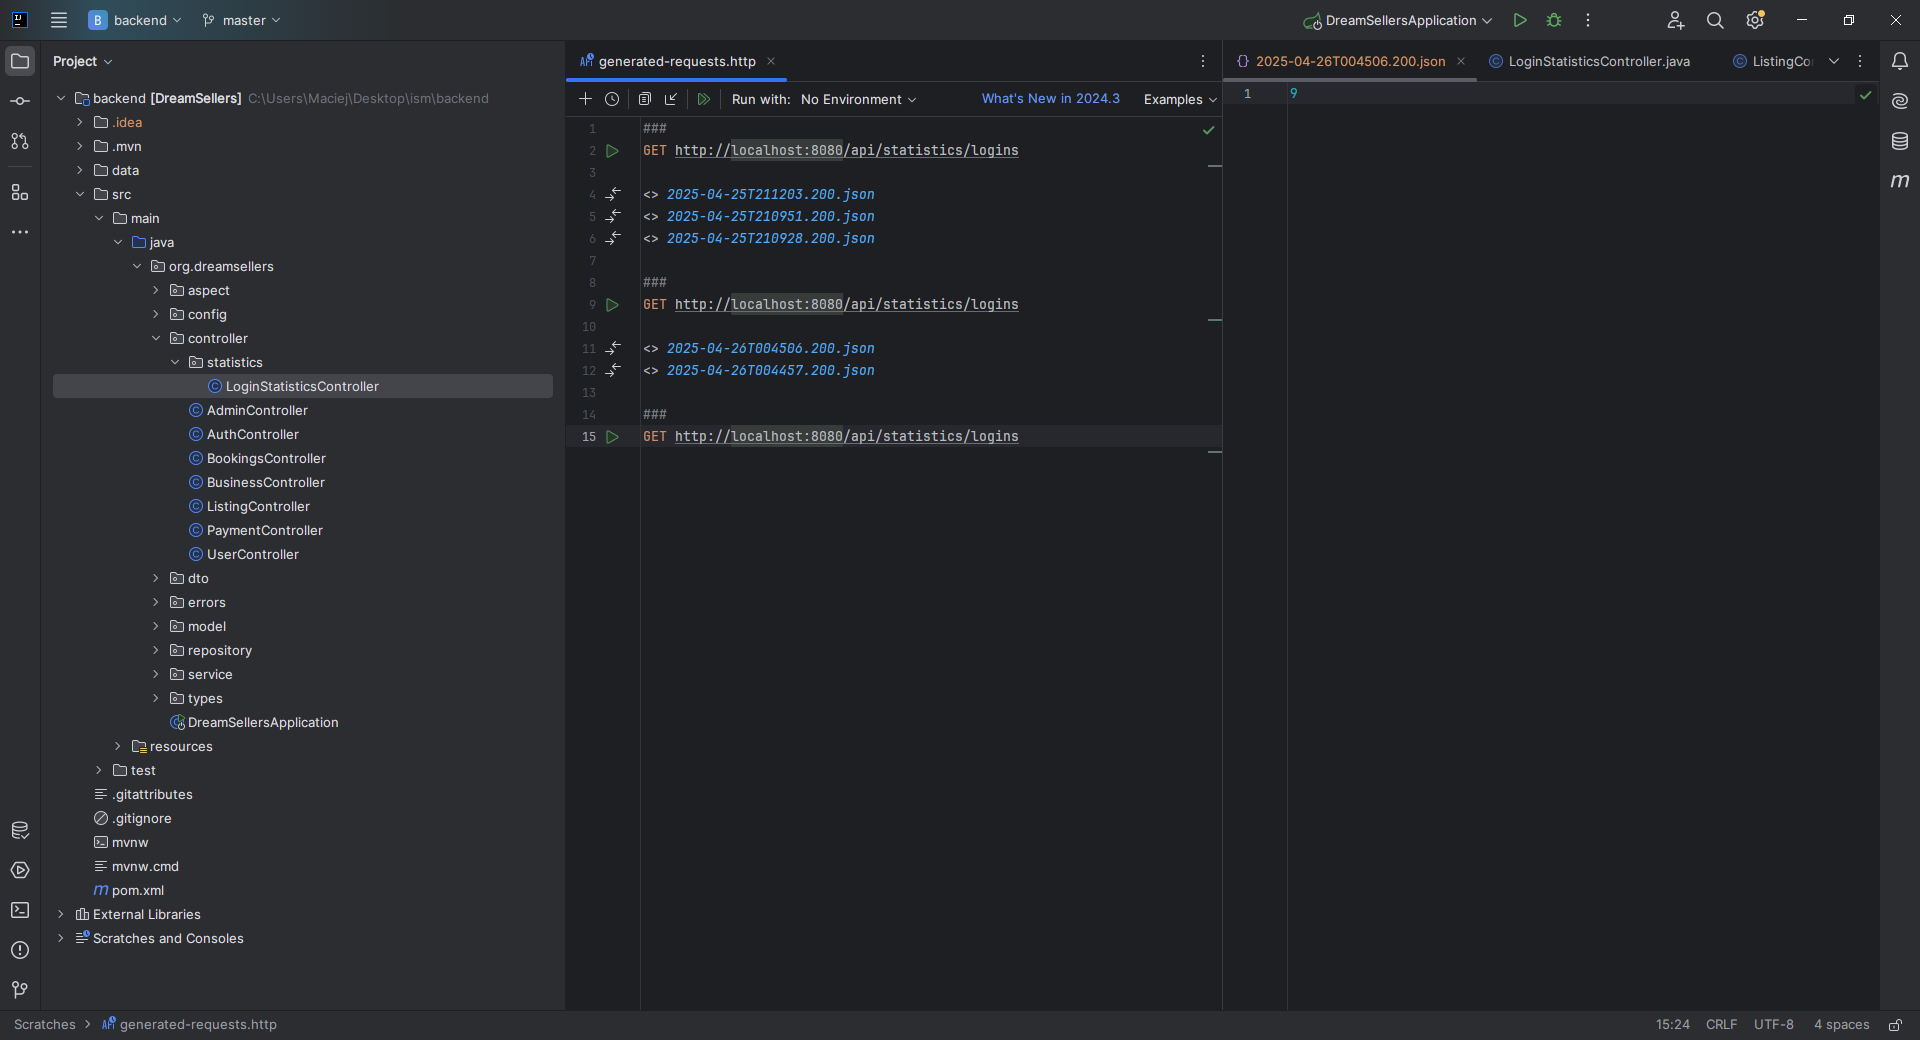 B backend master DreamSellersApplication
Project
backend [DreamSellers] C:\Users\Maciej\Desktop\ism\backend
.idea
.mvn
data
src
main
java
org.dreamsellers
aspect
config
controller
statistics
LoginStatisticsController
AdminController
AuthController
BookingsController
BusinessController
ListingController
PaymentController
UserController
dto
errors
model
repository
service
types
DreamSellersApplication
resources
test
.gitattributes
.gitignore
mvnw
mvnw.cmd
pom.xml
External Libraries
Scratches and Consoles
generated-requests.http
Run with: No Environment What's New in 2024.3 Examples
1 ###
2 GET http://localhost:8080/api/statistics/logins
3
4 <> 2025-04-25T211203.200.json
5 <> 2025-04-25T210951.200.json
6 <> 2025-04-25T210928.200.json
7
8 ###
9 GET http://localhost:8080/api/statistics/logins
10
11 <> 2025-04-26T004506.200.json
12 <> 2025-04-26T004457.200.json
13
14 ###
15 GET http://localhost:8080/api/statistics/logins
2025-04-26T004506.200.json LoginStatisticsController.java ListingCo
1 9
Scratches generated-requests.http 15:24 CRLF UTF-8 4 spaces